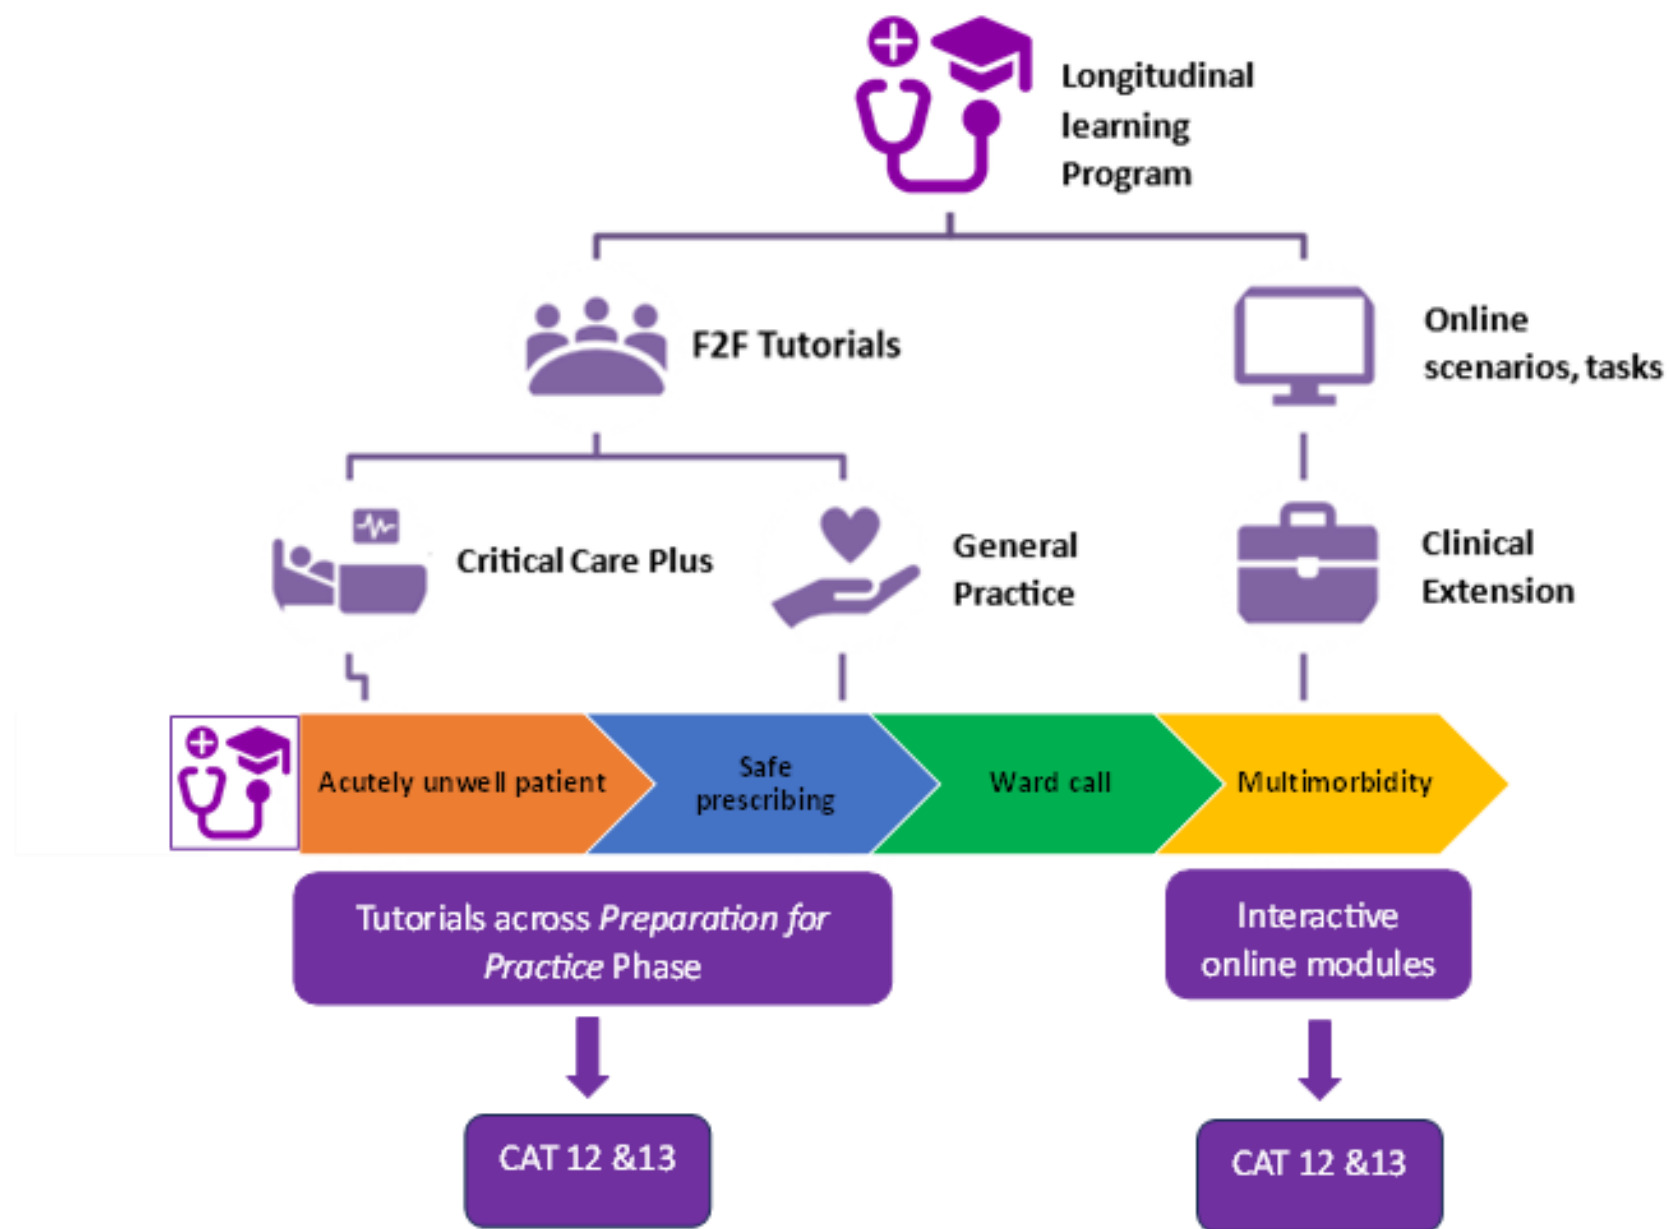 Longitudinal
learning
Program
F2F Tutorials
Online
scenarios, tasks
Critical Care Plus
General
Practice
Clinical
Extension
Acutely unwell patient
Safe
prescribing
Ward call
Multimorbidity
Tutorials across Preparation for
Practice Phase
Interactive
online modules
CAT 12 &13
CAT 12 &13